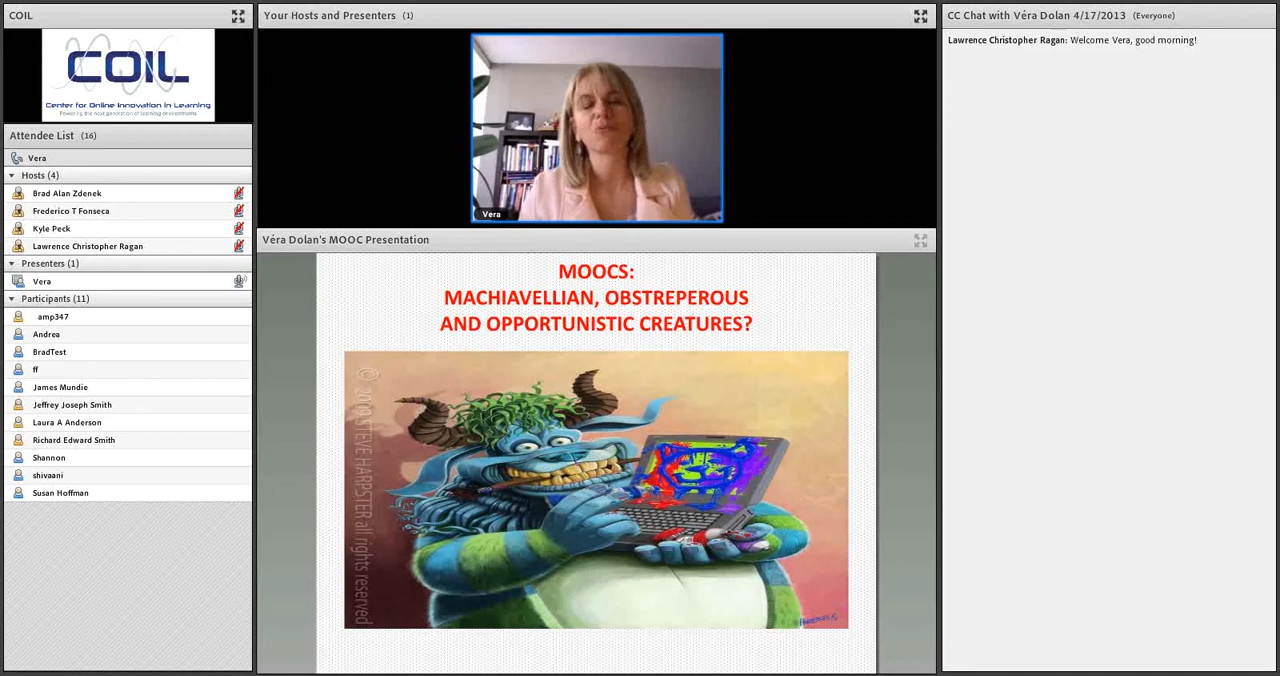 COIL
COIL
Center for Online Innovation in Learning
Powering the next generation of learning environments
Attendee List (16)
Vera
Hosts (4)
Brad Alan Zdenek
Frederico T Fonseca
Kyle Peck
Lawrence Christopher Ragan
Presenters (1)
Vera
Participants (11)
amp347
Andrea
BradTest
ff
James Mundie
Jeffrey Joseph Smith
Laura A Anderson
Richard Edward Smith
Shannon
shivaani
Susan Hoffman
Your Hosts and Presenters (1)
Vera
Véra Dolan's MOOC Presentation
MOOCS:
MACHIAVELLIAN, OBSTREPEROUS
AND OPPORTUNISTIC CREATURES?
© 2009 STEVE HARPSTER all rights reserved
CC Chat with Véra Dolan 4/17/2013 (Everyone)
Lawrence Christopher Ragan: Welcome Vera, good morning!